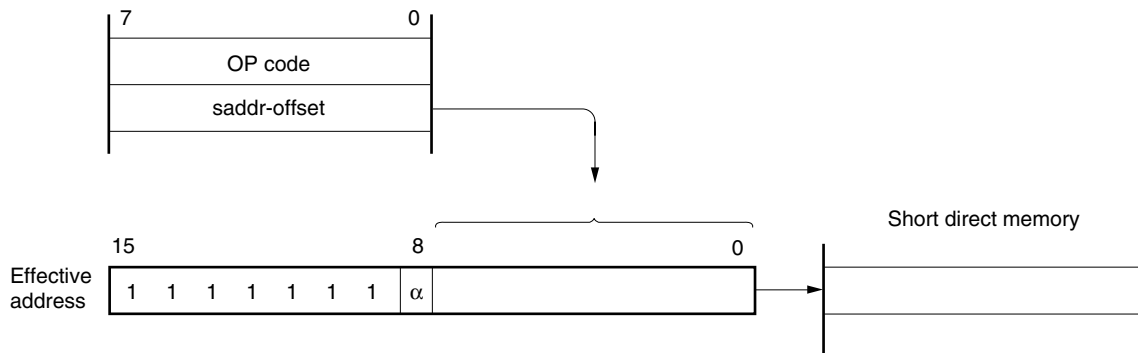 7 0
OP code
saddr-offset
Short direct memory
15 8 0
Effective address
1 1 1 1 1 1 1 α